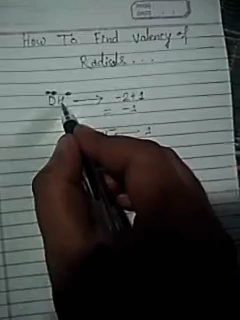 How To Find Valency of
Radicals...
OH → -2+1
= -1